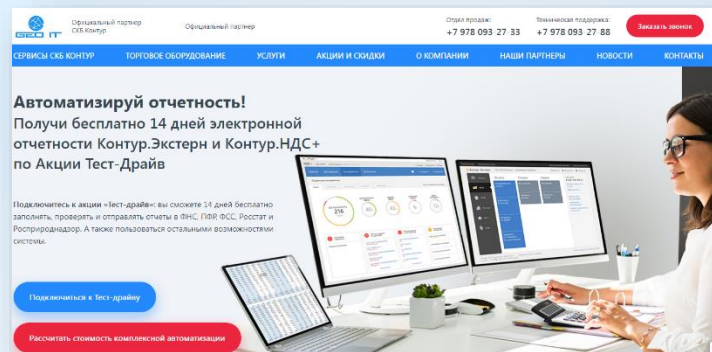 GEO IT
Официальный партнер
СКБ Контур
Официальный партнер
Отдел продаж:
+7 978 093-27-33
Техническая поддержка:
+7 978 093-27-88
Заказать звонок
СЕРВИСЫ СКБ КОНТУР
ТОРГОВОЕ ОБОРУДОВАНИЕ
УСЛУГИ
АКЦИИ И СКИДКИ
О КОМПАНИИ
НАШИ ПАРТНЕРЫ
НОВОСТИ
КОНТАКТЫ
Автоматизируй отчетность!
Получи бесплатно 14 дней электронной
отчетности Контур.Экстерн и Контур.НДС+
по Акции Тест-Драйв
Подключитесь к акции «Тест-драйв»: вы сможете 14 дней бесплатно
заполнять, проверять и отправлять отчеты в ФНС, ПФР, ФСС, Росстат и
Росприроднадзор. А также пользоваться остальными возможностями
системы.
Подключиться к Тест-драйву
Рассчитать стоимость комплексной автоматизации
216